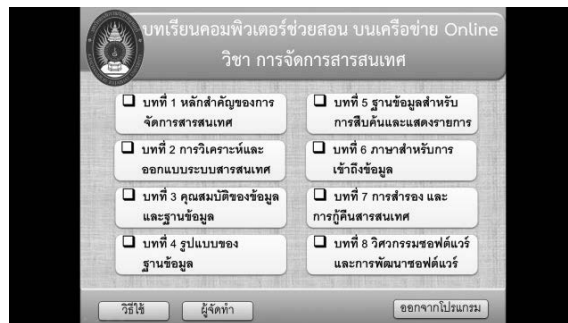 บทเรียนคอมพิวเตอร์ช่วยสอน บนเครือข่าย Online
วิชา การจัดการสารสนเทศ
บทที่ 1 หลักสำคัญของการ
จัดการสารสนเทศ
บทที่ 2 การวิเคราะห์และ
ออกแบบระบบสารสนเทศ
บทที่ 3 คุณสมบัติของข้อมูล
และฐานข้อมูล
บทที่ 4 รูปแบบของ
ฐานข้อมูล
บทที่ 5 ฐานข้อมูลสำหรับ
การสืบค้นและแสดงรายการ
บทที่ 6 ภาษาสำหรับการ
เข้าถึงข้อมูล
บทที่ 7 การสำรอง และ
การกู้คืนสารสนเทศ
บทที่ 8 วิศวกรรมซอฟต์แวร์
และการพัฒนาซอฟต์แวร์
วิธีใช้
ผู้จัดทำ
ออกจากโปรแกรม